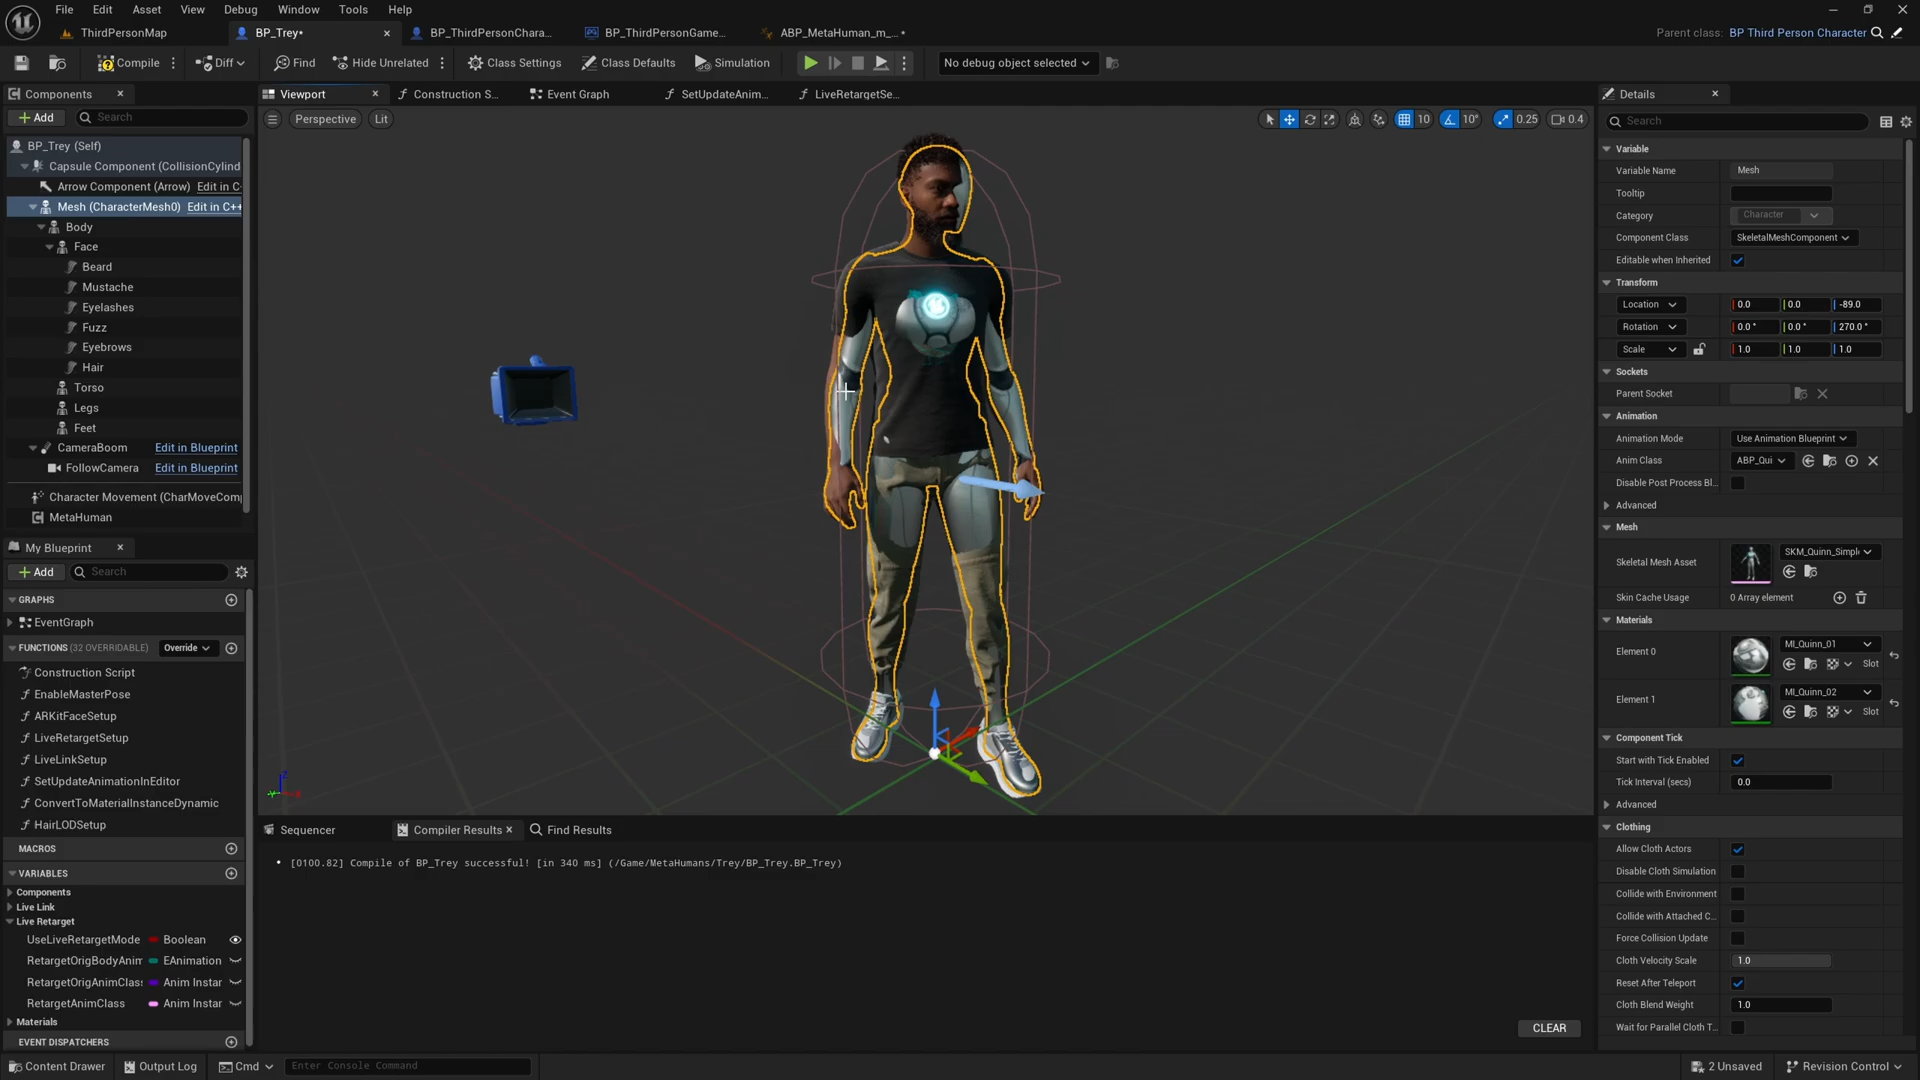 File Edit Asset View Debug Window Tools Help
ThirdPersonMap BP_Trey• BP_ThirdPersonChara... BP_ThirdPersonGame... ABP_MetaHuman_m_...• Parent class: BP Third Person Character
Compile Diff Find Hide Unrelated Class Settings Class Defaults Simulation No debug object selected
Components
Add Search
BP_Trey (Self)
Capsule Component (CollisionCylind
Arrow Component (Arrow) Edit in C
Mesh (CharacterMesh0) Edit in C++
Body
Face
Beard
Mustache
Eyelashes
Fuzz
Eyebrows
Hair
Torso
Legs
Feet
CameraBoom Edit in Blueprint
FollowCamera Edit in Blueprint
Character Movement (CharMoveComp
MetaHuman
My Blueprint
Add Search
GRAPHS
EventGraph
FUNCTIONS (32 OVERRIDABLE) Override
Construction Script
EnableMasterPose
ARKitFaceSetup
LiveRetargetSetup
LiveLinkSetup
SetUpdateAnimationInEditor
ConvertToMaterialInstanceDynamic
HairLODSetup
MACROS
VARIABLES
Components
Live Link
Live Retarget
UseLiveRetargetMode Boolean
RetargetOrigBodyAnim EAnimation
RetargetOrigAnimClass Anim Instar
RetargetAnimClass Anim Instar
Materials
EVENT DISPATCHERS
Viewport Construction S... Event Graph SetUpdateAnim... LiveRetargetSe...
Perspective Lit 10 10° 0.25 0.4
Z
Sequencer Compiler Results Find Results
• [0100.82] Compile of BP_Trey successful! [in 340 ms] (/Game/MetaHumans/Trey/BP_Trey.BP_Trey)
CLEAR
Details
Search
Variable
Variable Name Mesh
Tooltip
Category Character
Component Class SkeletalMeshComponent
Editable when Inherited
Transform
Location 0.0 0.0 -89.0
Rotation 0.0 ° 0.0 ° 270.0 °
Scale 1.0 1.0 1.0
Sockets
Parent Socket
Animation
Animation Mode Use Animation Blueprint
Anim Class ABP_Qui
Disable Post Process Bl...
Advanced
Mesh
Skeletal Mesh Asset SKM_Quinn_Simpl
Skin Cache Usage 0 Array element
Materials
Element 0 MI_Quinn_01
Slot
Element 1 MI_Quinn_02
Slot
Component Tick
Start with Tick Enabled
Tick Interval (secs) 0.0
Advanced
Clothing
Allow Cloth Actors
Disable Cloth Simulation
Collide with Environment
Collide with Attached C...
Force Collision Update
Cloth Velocity Scale 1.0
Reset After Teleport
Cloth Blend Weight 1.0
Wait for Parallel Cloth T...
Content Drawer Output Log Cmd Enter Console Command 2 Unsaved Revision Control